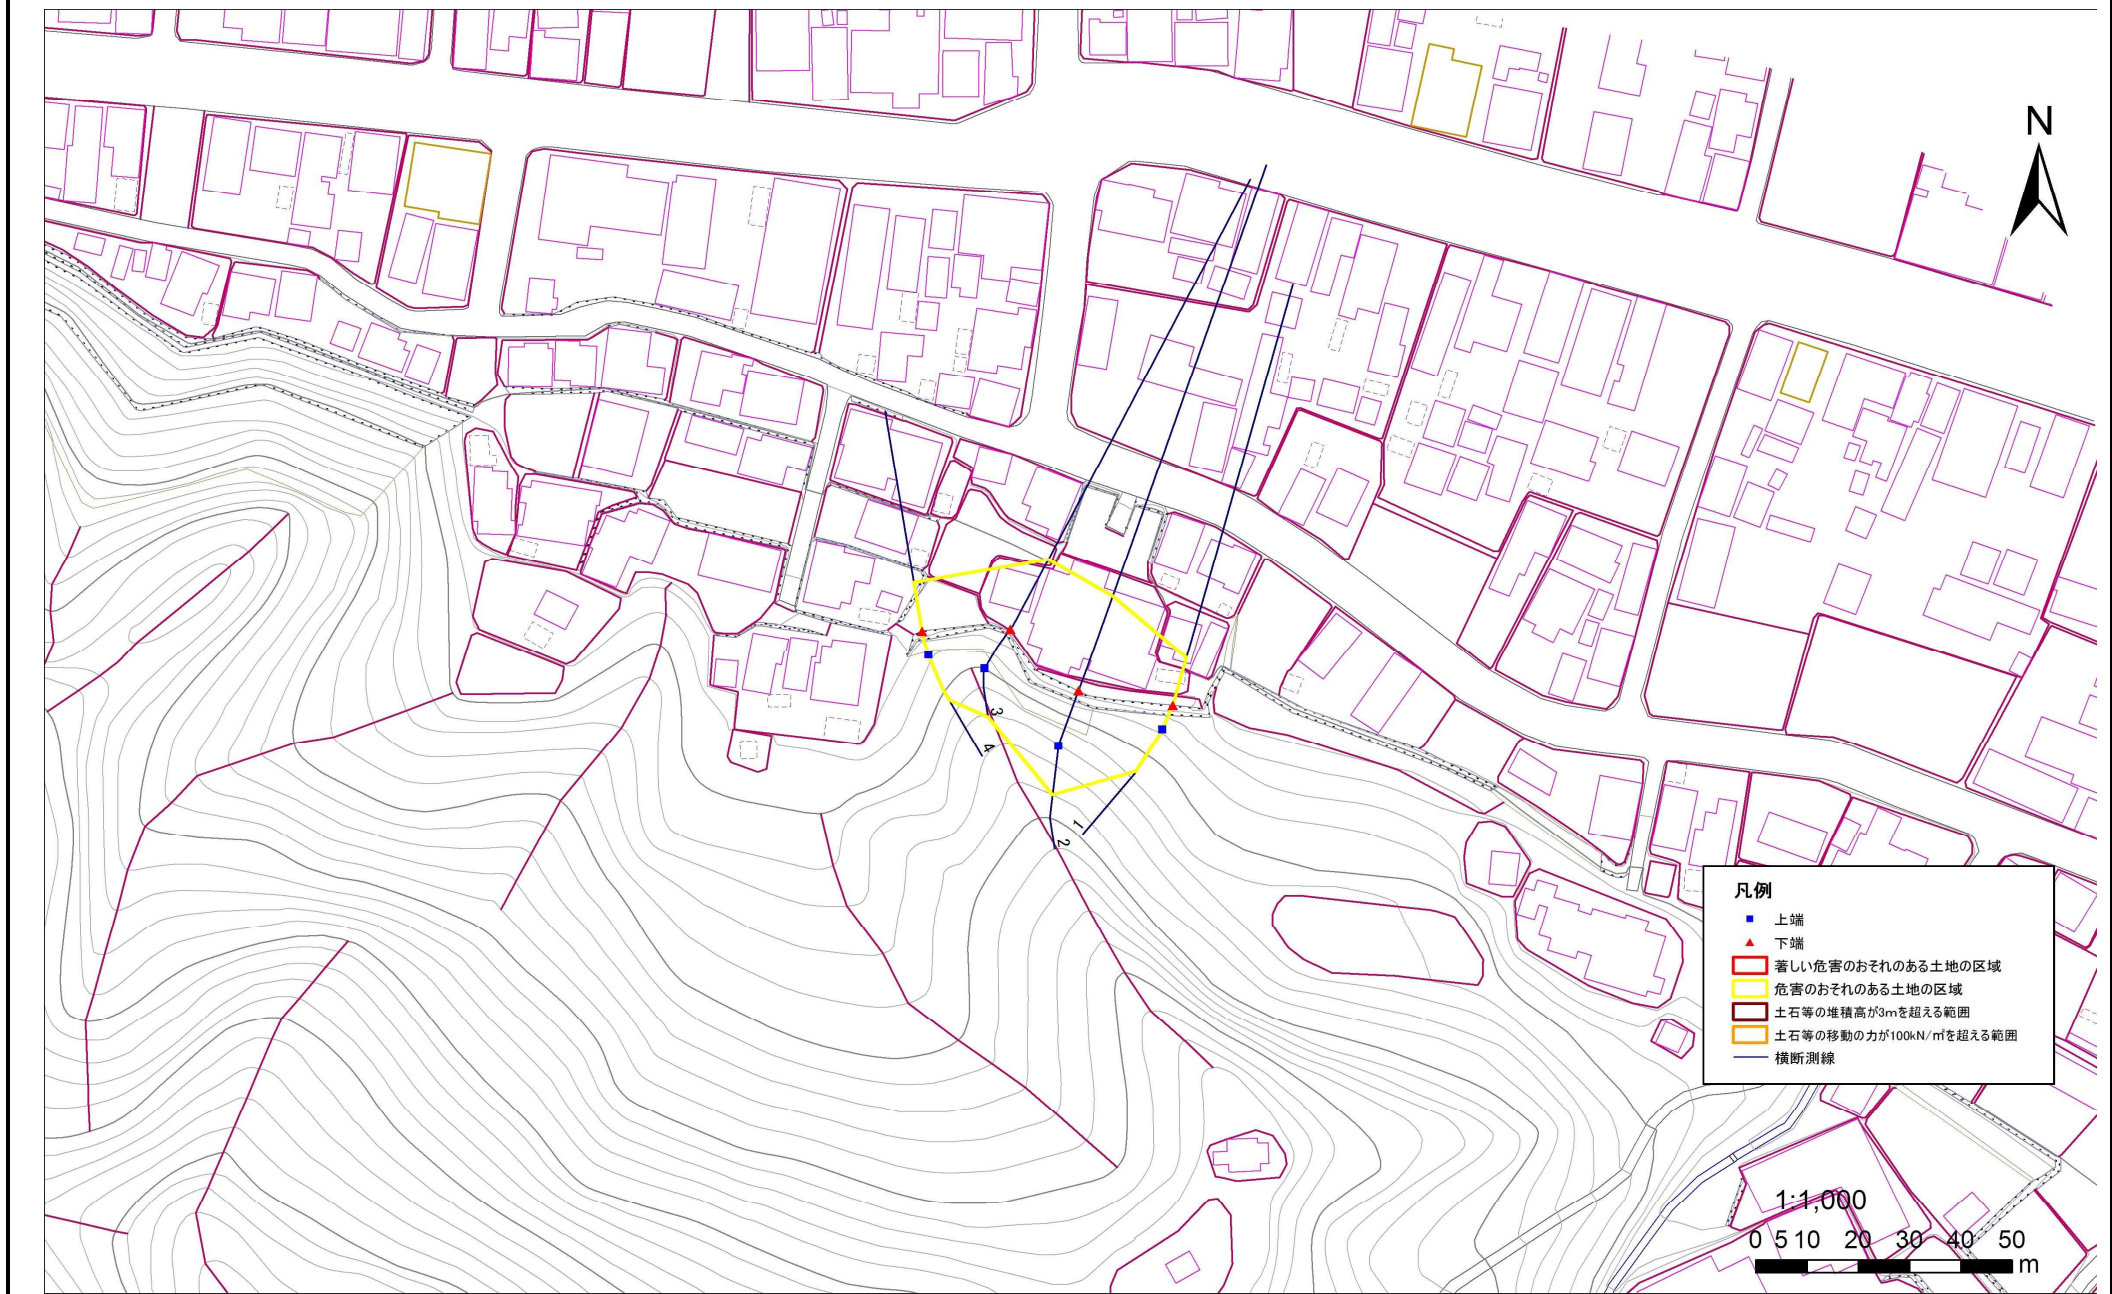 N
3
4
1
2
凡例
上端
下端
著しい危害のおそれのある土地の区域
危害のおそれのある土地の区域
土石等の堆積高が3mを超える範囲
土石等の移動の力が100kN/㎡を超える範囲
横断測線
1:1,000
0 5 10 20 30 40 50
m